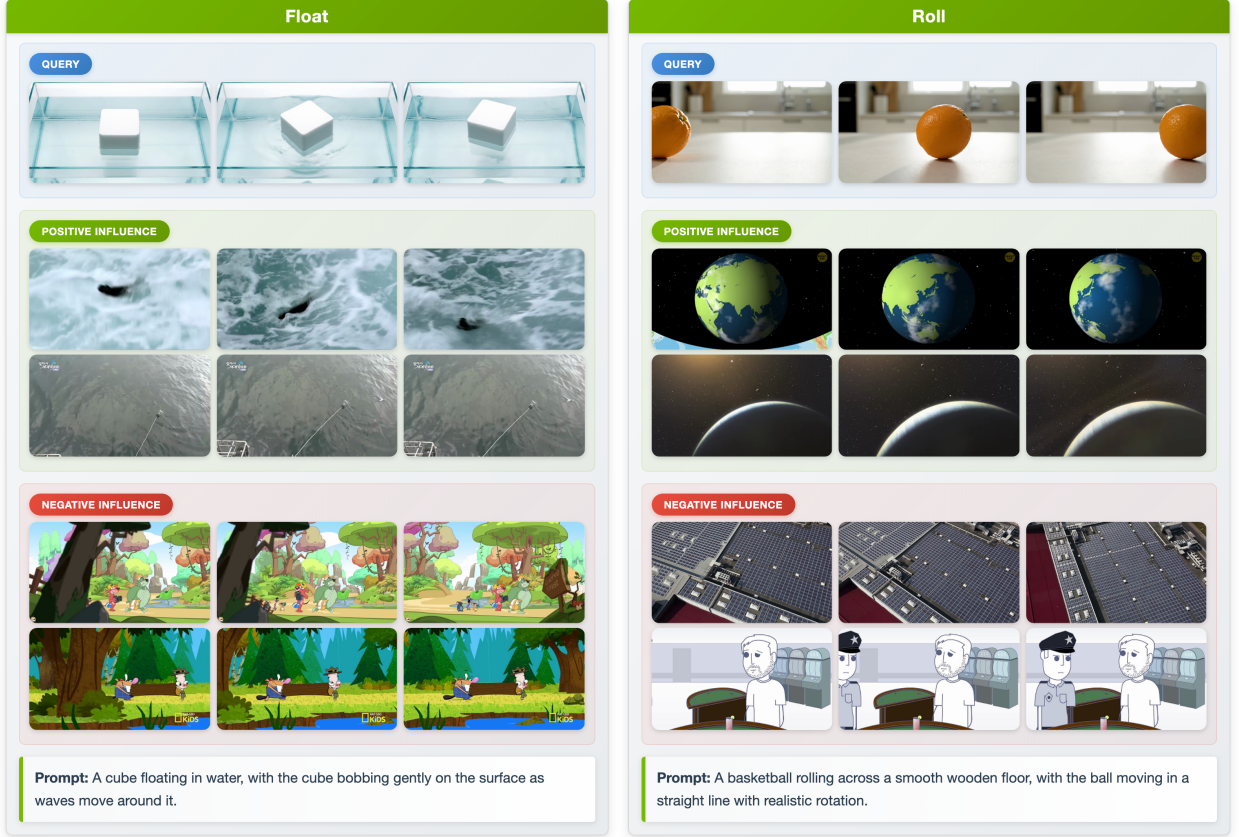 Float
QUERY
POSITIVE INFLUENCE
NEGATIVE INFLUENCE
KiDS
KiDS
KiDS
Prompt: A cube floating in water, with the cube bobbing gently on the surface as
waves move around it.
Roll
QUERY
POSITIVE INFLUENCE
NEGATIVE INFLUENCE
Prompt: A basketball rolling across a smooth wooden floor, with the ball moving in a
straight line with realistic rotation.